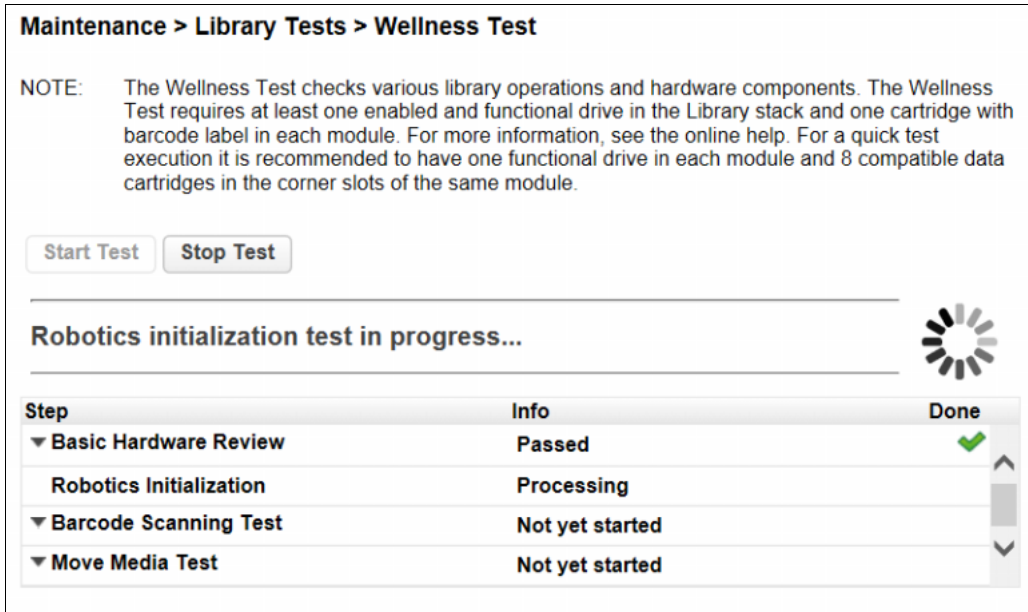 Maintenance > Library Tests > Wellness Test
NOTE: The Wellness Test checks various library operations and hardware components. The Wellness
Test requires at least one enabled and functional drive in the Library stack and one cartridge with
barcode label in each module. For more information, see the online help. For a quick test
execution it is recommended to have one functional drive in each module and 8 compatible data
cartridges in the corner slots of the same module.
Start Test Stop Test
Robotics initialization test in progress...
Step Info Done
Basic Hardware Review Passed
Robotics Initialization Processing
Barcode Scanning Test Not yet started
Move Media Test Not yet started